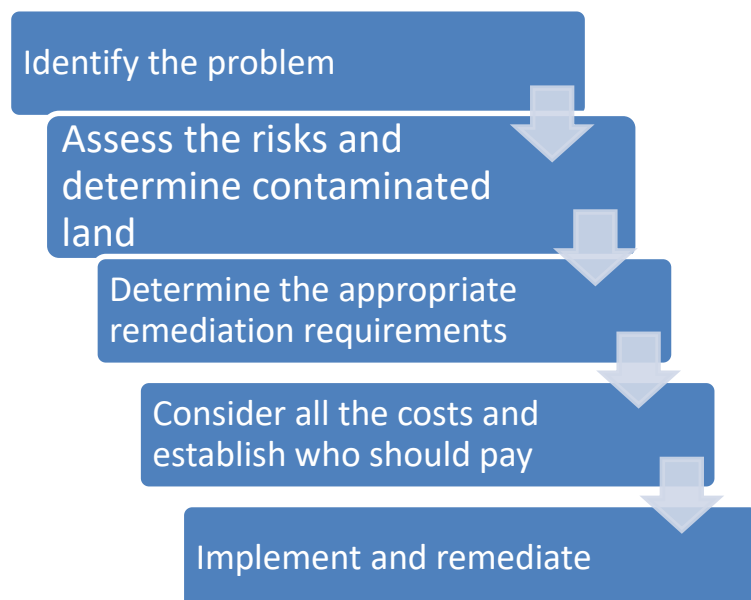 Identify the problem
Assess the risks and
determine contaminated
land
Determine the appropriate
remediation requirements
Consider all the costs and
establish who should pay
Implement and remediate